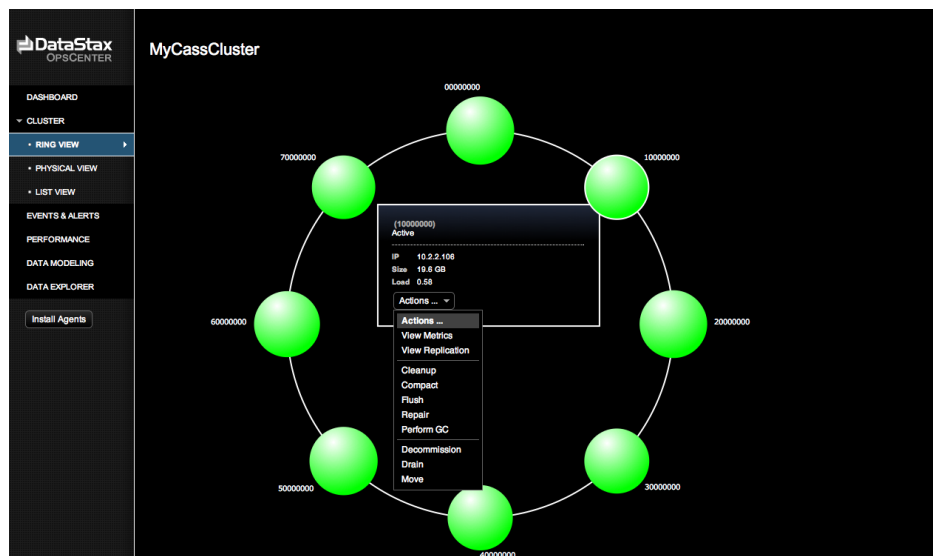 DataStax
OPSCENTER
MyCassCluster
DASHBOARD
CLUSTER
RING VIEW
PHYSICAL VIEW
LIST VIEW
EVENTS & ALERTS
PERFORMANCE
DATA MODELING
DATA EXPLORER
Install Agents
00000000
70000000
10000000
(10000000)
Active
IP 10.2.2.106
Size 19.6 GB
Load 0.58
Actions ...
Actions ...
View Metrics
View Replication
Cleanup
Compact
Flush
Repair
Perform GC
Decommission
Drain
Move
60000000
20000000
50000000
30000000
40000000